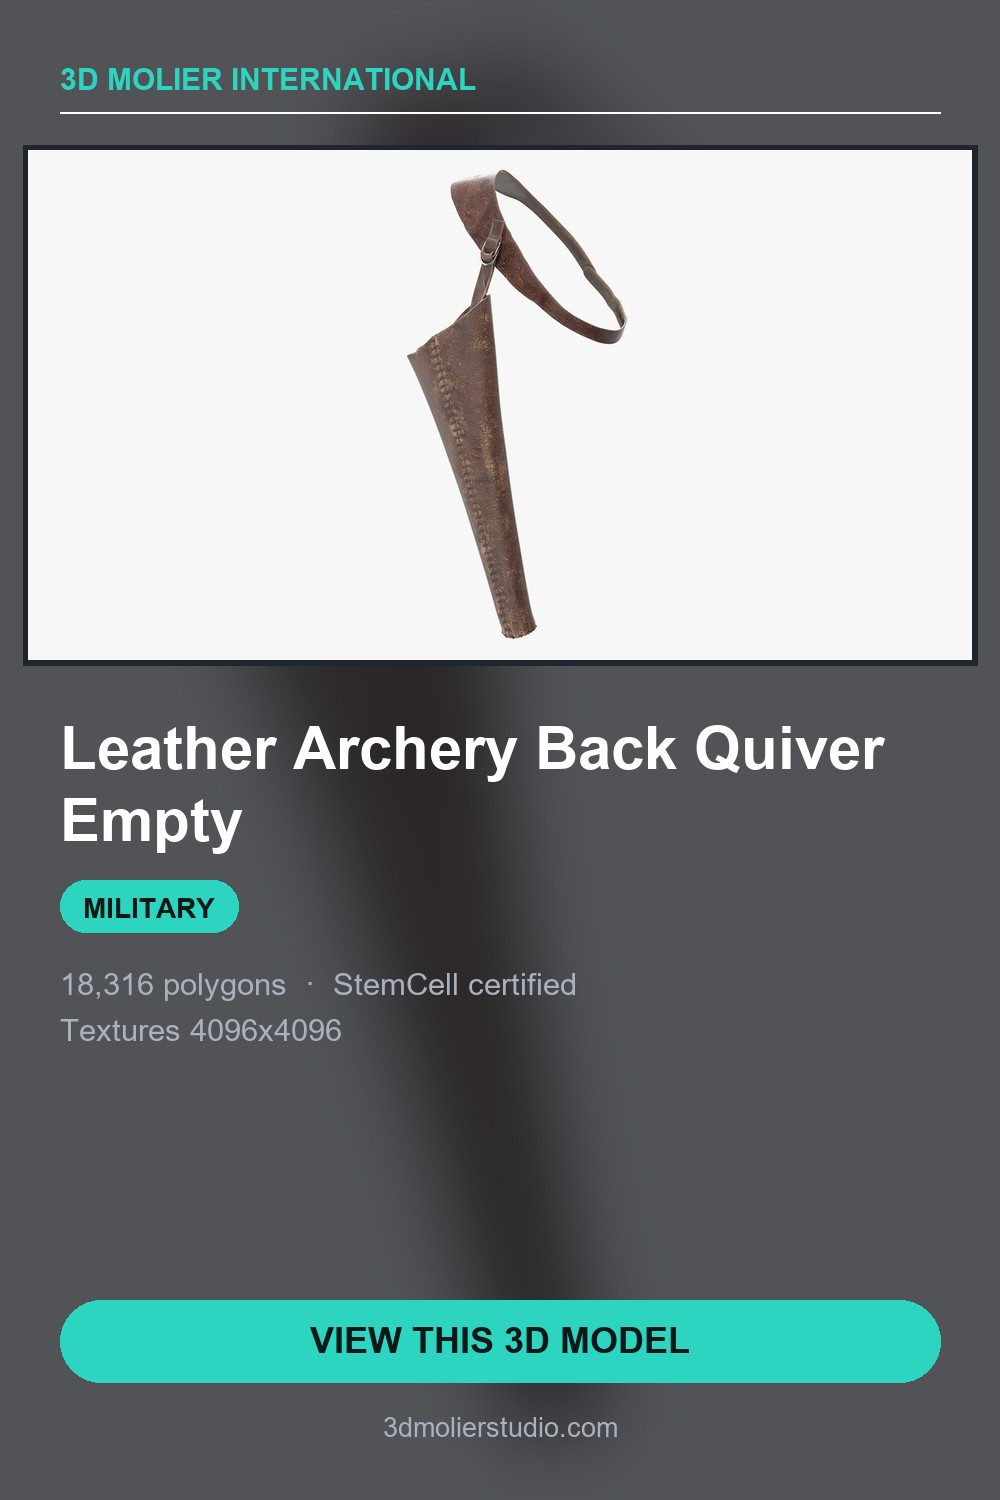 3D MOLIER INTERNATIONAL
Leather Archery Back Quiver
Empty
MILITARY
18,316 polygons · StemCell certified
Textures 4096x4096
VIEW THIS 3D MODEL
3dmolierstudio.com